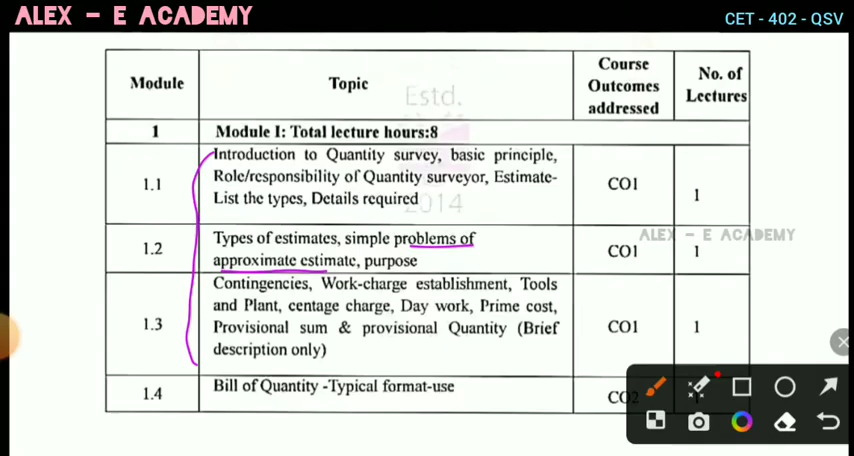 ALEX - E ACADEMY
CET - 402 - QSV
Module
Topic
Course
Outcomes
addressed
No. of
Lectures
Estd.
1
Module I: Total lecture hours:8
1.1
Introduction to Quantity survey, basic principle,
Role/responsibility of Quantity surveyor, Estimate-
List the types, Details required
CO1
1
2014
1.2
Types of estimates, simple problems of
approximate estimate, purpose
CO1
1
ALEX - E ACADEMY
1.3
Contingencies, Work-charge establishment, Tools
and Plant, centage charge, Day work, Prime cost,
Provisional sum & provisional Quantity (Brief
description only)
CO1
1
1.4
Bill of Quantity -Typical format-use
CO2